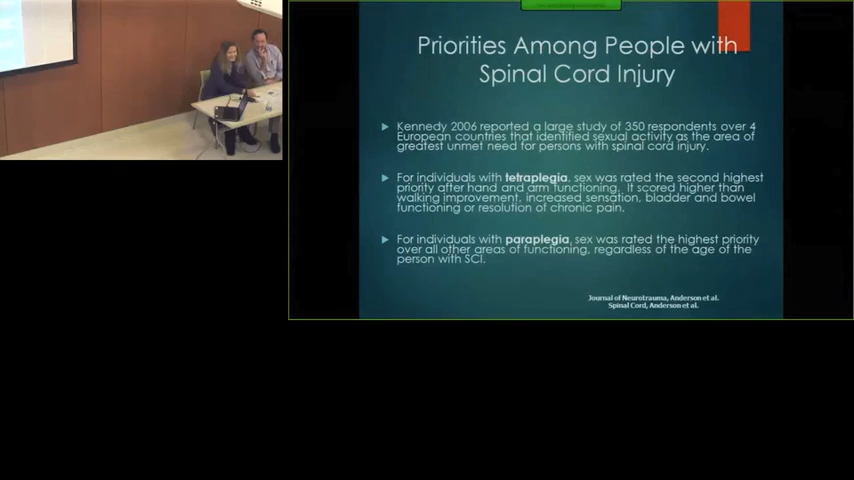 Priorities Among People with
Spinal Cord Injury
Kennedy 2006 reported a large study of 350 respondents over 4
European countries that identified sexual activity as the area of
greatest unmet need for persons with spinal cord injury.
For individuals with tetraplegia, sex was rated the second highest
priority after hand and arm functioning. It scored higher than
walking improvement, increased sensation, bladder and bowel
functioning or resolution of chronic pain.
For individuals with paraplegia, sex was rated the highest priority
over all other areas of functioning, regardless of the age of the
person with SCI.
Journal of Neurotrauma, Anderson et al.
Spinal Cord, Anderson et al.